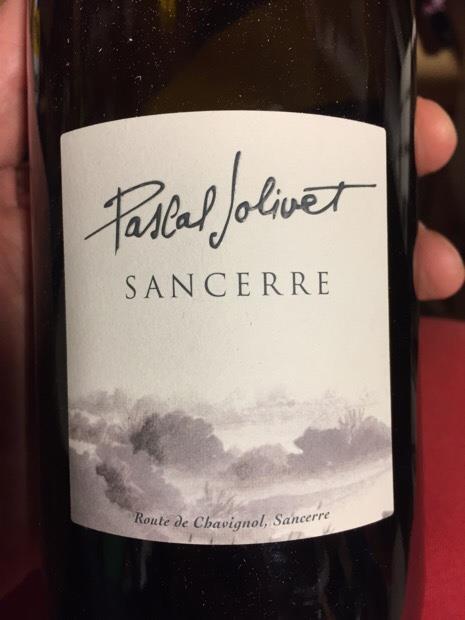 Pascal Jolivet
SANCERRE
Route de Chavignol, Sancerre